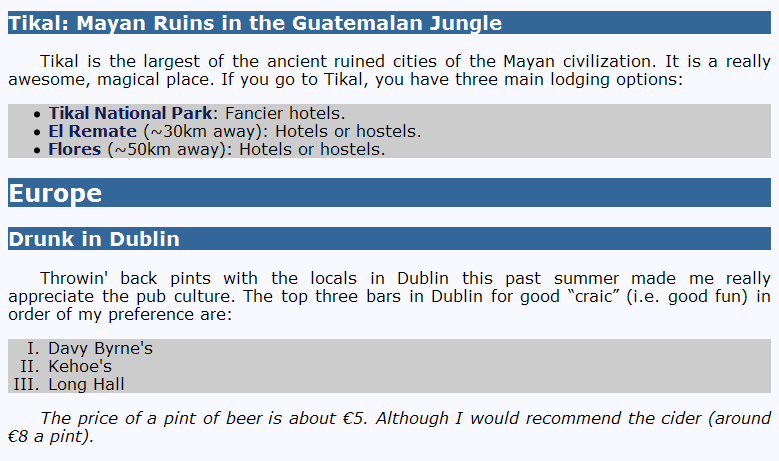 Tikal: Mayan Ruins in the Guatemalan Jungle
Tikal is the largest of the ancient ruined cities of the Mayan civilization. It is a really
awesome, magical place. If you go to Tikal, you have three main lodging options:
• Tikal National Park: Fancier hotels.
• El Remate (~30km away): Hotels or hostels.
• Flores (~50km away): Hotels or hostels.
Europe
Drunk in Dublin
Throwin' back pints with the locals in Dublin this past summer made me really
appreciate the pub culture. The top three bars in Dublin for good “craic” (i.e. good fun) in
order of my preference are:
I. Davy Byrne's
II. Kehoe's
III. Long Hall
The price of a pint of beer is about €5. Although I would recommend the cider (around
€8 a pint).